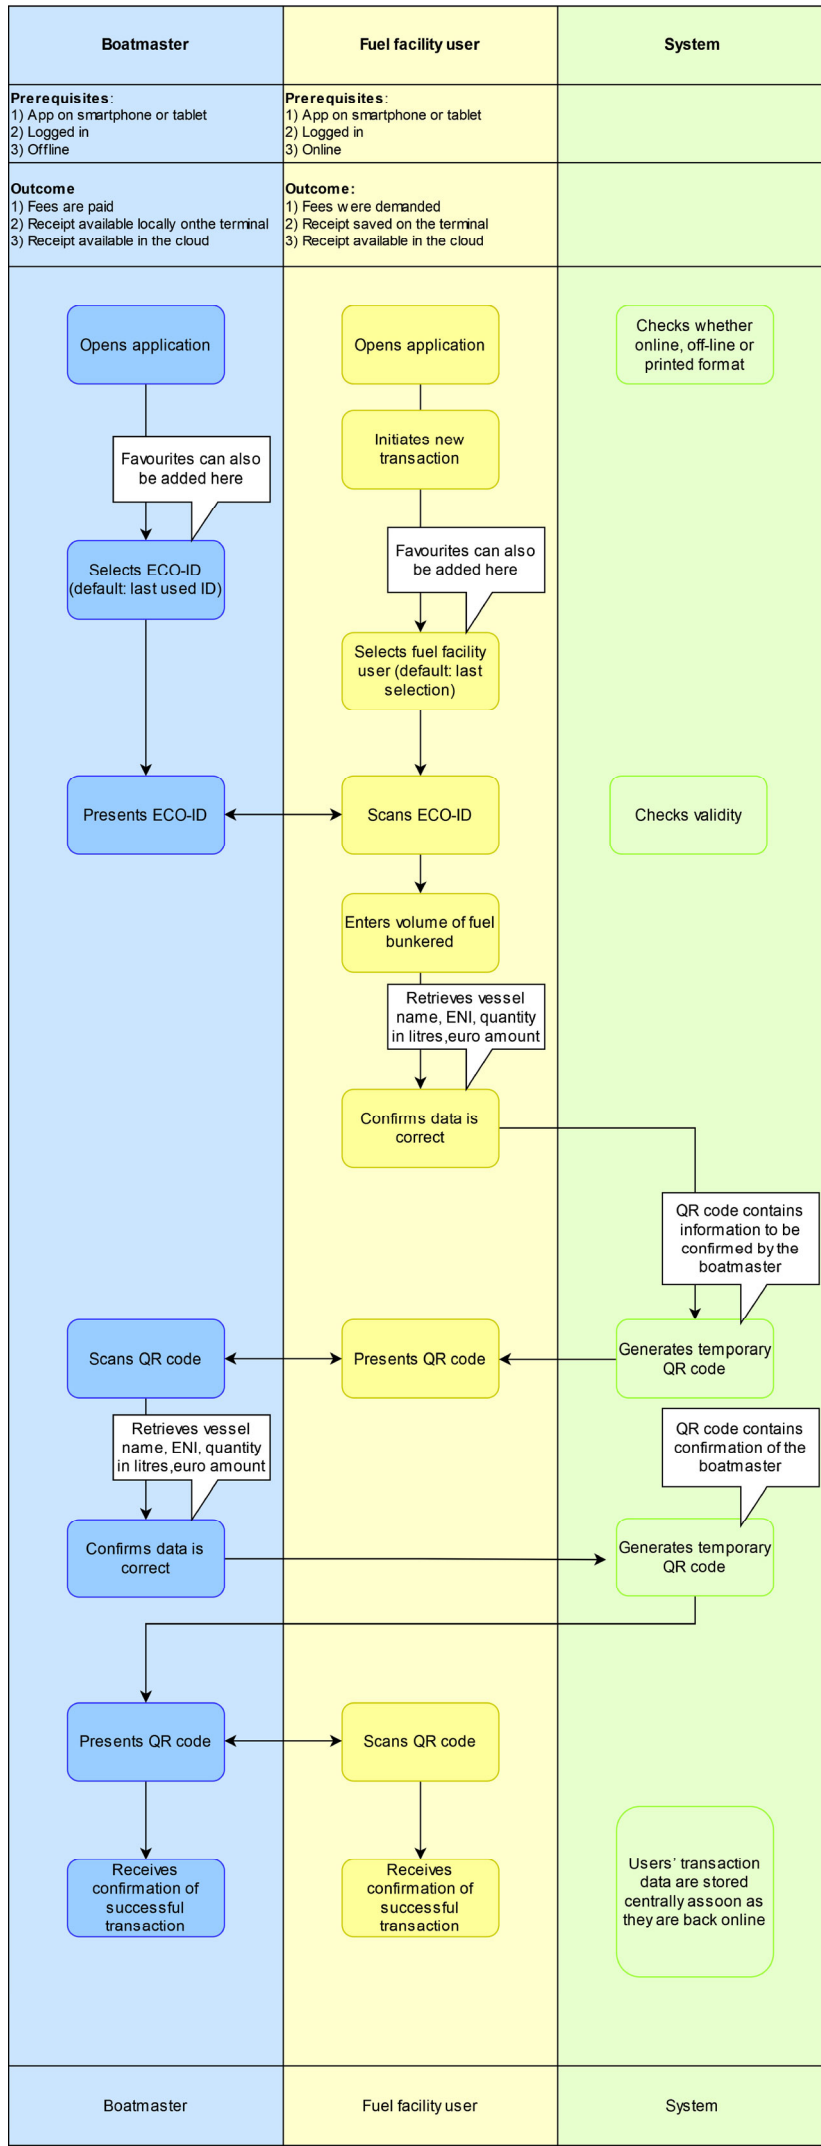 Boatmaster
Fuel facility user
System
Prerequisites:
1) App on smartphone or tablet
2) Logged in
3) Offline
Prerequisites:
1) App on smartphone or tablet
2) Logged in
3) Online
Outcome
1) Fees are paid
2) Receipt available locally onthe terminal
3) Receipt available in the cloud
Outcome:
1) Fees were demanded
2) Receipt saved on the terminal
3) Receipt available in the cloud
Opens application
Opens application
Checks whether
online, off-line or
printed format
Initiates new
transaction
Favourites can also
be added here
Selects ECO-ID
(default: last used ID)
Favourites can also
be added here
Selects fuel facility
user (default: last
selection)
Presents ECO-ID
Scans ECO-ID
Checks validity
Enters volume of fuel
bunkered
Retrieves vessel
name, ENI, quantity
in litres,euro amount
Confirms data is
correct
QR code contains
information to be
confirmed by the
boatmaster
Scans QR code
Presents QR code
Generates temporary
QR code
Retrieves vessel
name, ENI, quantity
in litres,euro amount
QR code contains
confirmation of the
boatmaster
Confirms data is
correct
Generates temporary
QR code
Presents QR code
Scans QR code
Receives
confirmation of
successful
transaction
Receives
confirmation of
successful
transaction
Users’ transaction
data are stored
centrally assoon as
they are back online
Boatmaster
Fuel facility user
System